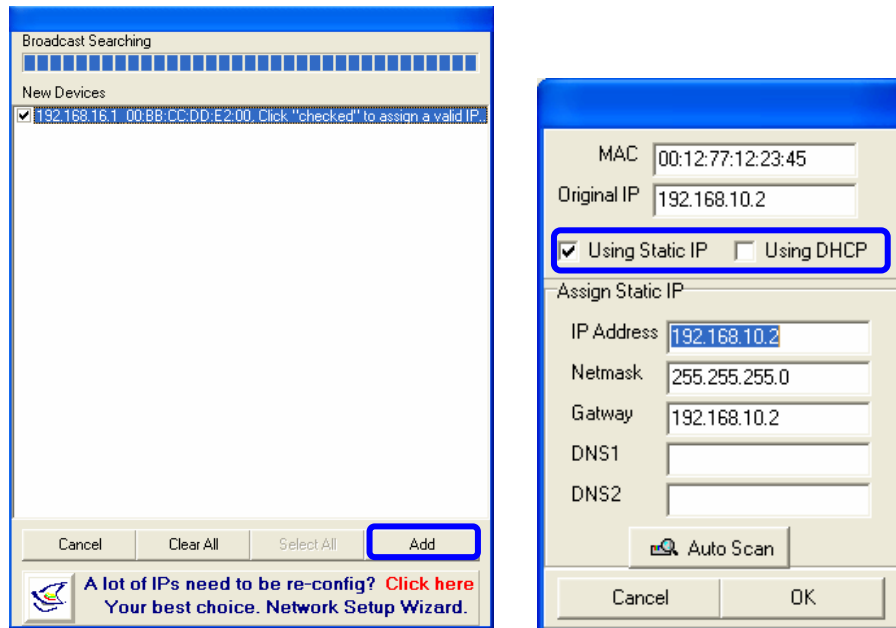 Broadcast Searching
New Devices
192.168.16.1 00:BB:CC:DD:E2:00, Click "checked" to assign a valid IP..
Cancel
Clear All
Select All
Add
A lot of IPs need to be re-config? Click here
Your best choice. Network Setup Wizard.
MAC 00:12:77:12:23:45
Original IP 192.168.10.2
Using Static IP Using DHCP
Assign Static IP
IP Address 192.168.10.2
Netmask 255.255.255.0
Gatway 192.168.10.2
DNS1
DNS2
Auto Scan
Cancel
OK